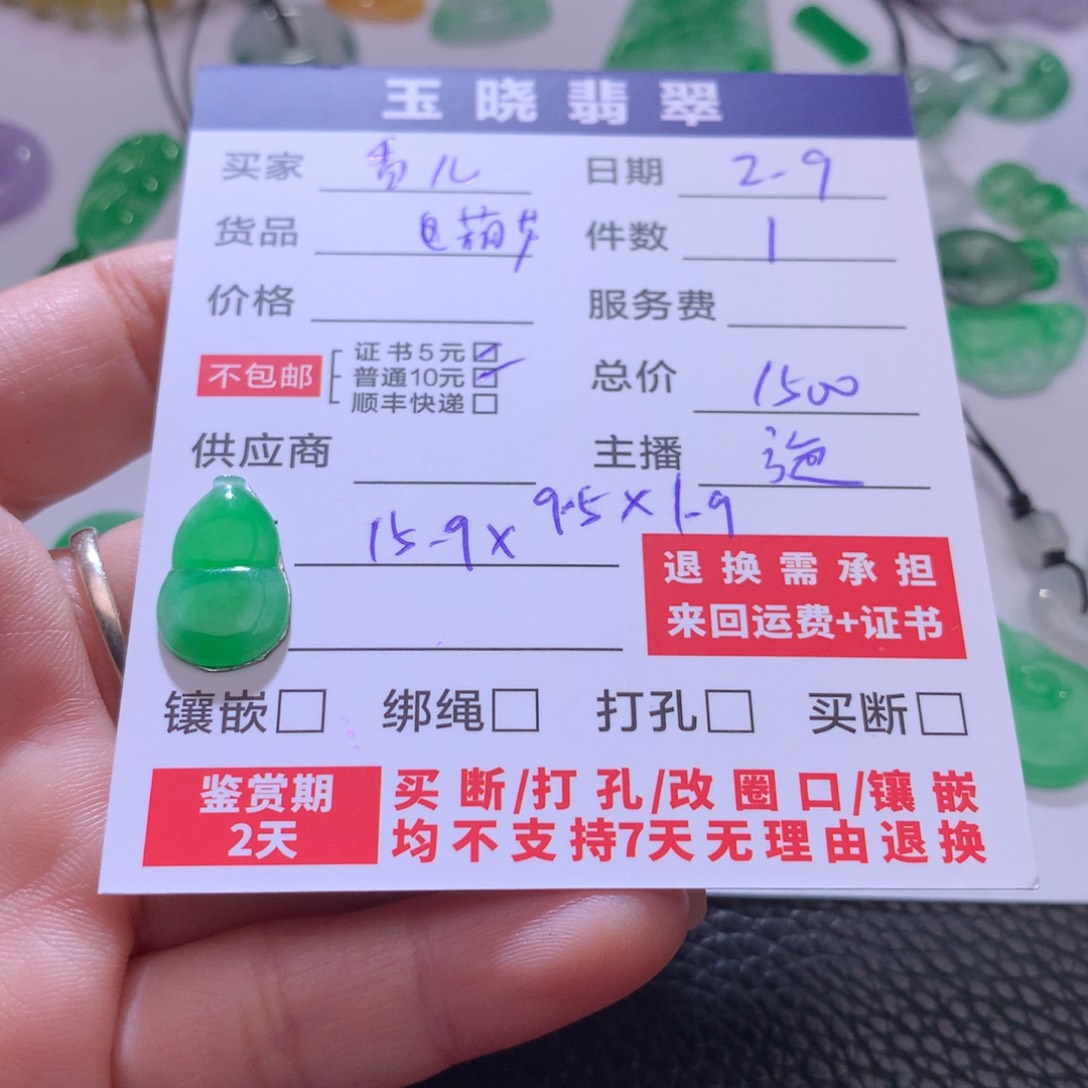 玉晓翡翠
买家 香儿 日期 2-9
货品 葫芦 件数 1
价格 服务费
不包邮 证书5元☑
普通10元☑
顺丰快递□
总价 1500
供应商 主播
15.9×9.5×1.9
退换需承担
来回运费+证书
镶嵌□ 绑绳□ 打孔□ 买断□
鉴赏期
2天
买断/打孔/改圈口/镶嵌
均不支持7天无理由退换